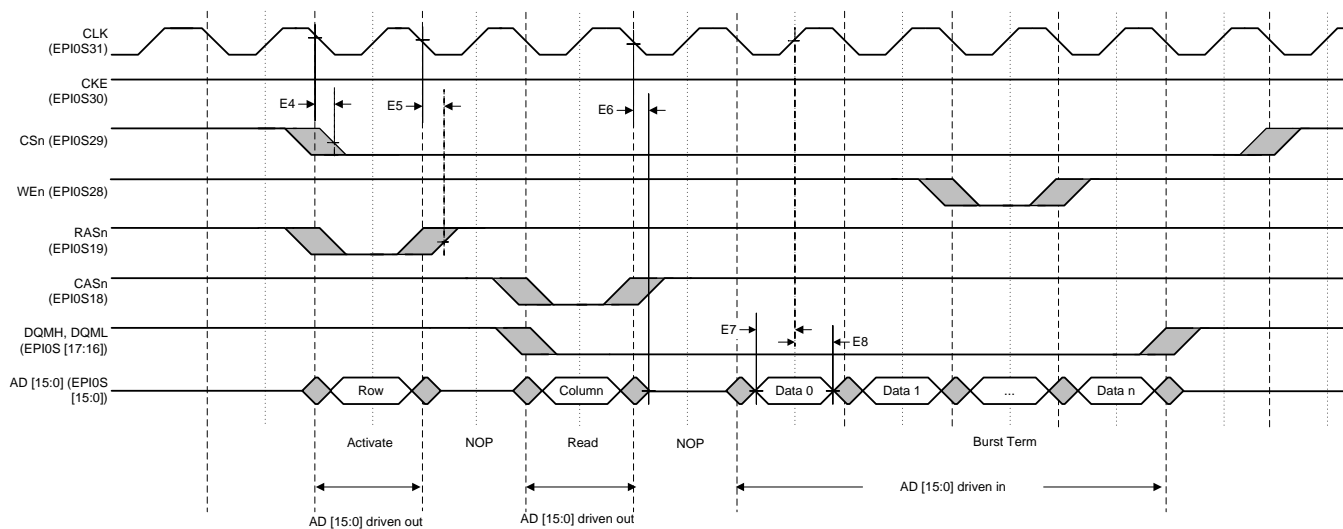 CLK
(EPI0S31)
CKE
(EPI0S30)
E4
E5
E6
CSn (EPI0S29)
WEn (EPI0S28)
RASn
(EPI0S19)
CASn
(EPI0S18)
DQMH, DQML
(EPI0S [17:16])
E7
E8
AD [15:0] (EPI0S
[15:0])
Row
Column
Data 0
Data 1
...
Data n
Activate
NOP
Read
NOP
Burst Term
AD [15:0] driven in
AD [15:0] driven out
AD [15:0] driven out